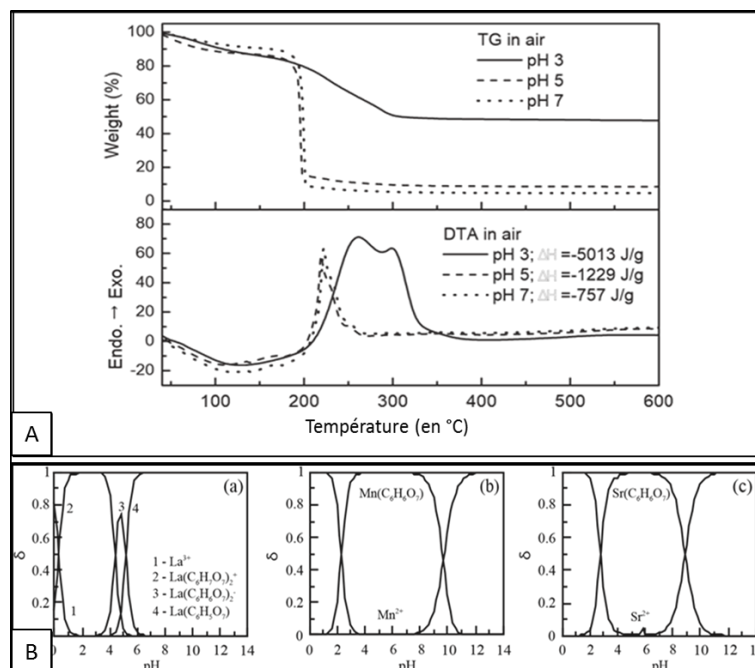 100
80
60
40
20
0
Weight (%)
TG in air
pH 3
pH 5
pH 7
80
60
40
20
0
-20
Endo. → Exo.
DTA in air
pH 3; ΔH =-5013 J/g
pH 5; ΔH =-1229 J/g
pH 7; ΔH =-757 J/g
100 200 300 400 500 600
Température (en °C)
A
1
0.8
0.6
0.4
0.2
0
δ
(a)
2
3 4
1
1 - La³⁺
2 - La(C₆H₇O₇)₂⁺
3 - La(C₆H₆O₇)₂⁻
4 - La(C₆H₅O₇)
0 2 4 6 8 10 12 14
pH
1
0.8
0.6
0.4
0.2
0
δ
(b)
Mn(C₆H₆O₇)
Mn²⁺
0 2 4 6 8 10 12 14
pH
1
0.8
0.6
0.4
0.2
0
δ
(c)
Sr(C₆H₆O₇)
Sr²⁺
0 2 4 6 8 10 12 14
pH
B